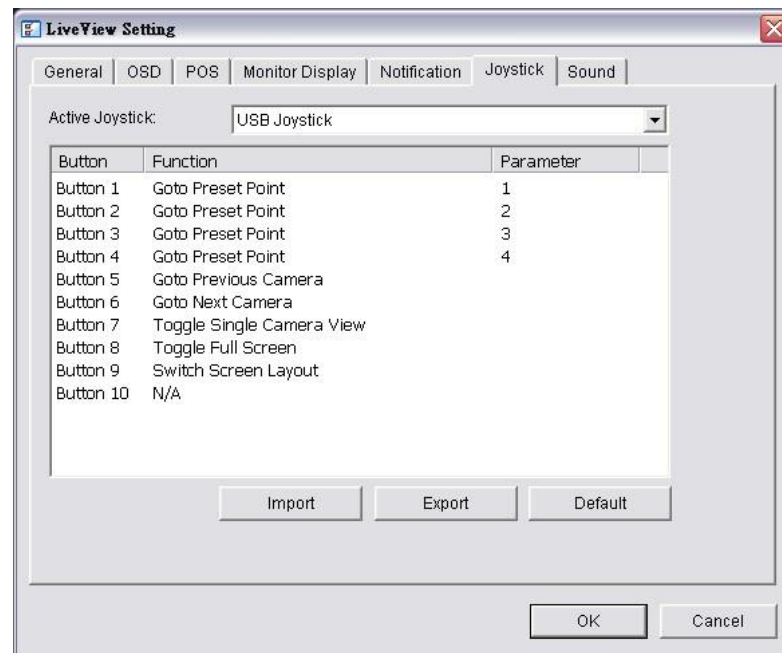 LiveView Setting
General OSD POS Monitor Display Notification Joystick Sound
Active Joystick: USB Joystick
Button Function Parameter
Button 1 Goto Preset Point 1
Button 2 Goto Preset Point 2
Button 3 Goto Preset Point 3
Button 4 Goto Preset Point 4
Button 5 Goto Previous Camera
Button 6 Goto Next Camera
Button 7 Toggle Single Camera View
Button 8 Toggle Full Screen
Button 9 Switch Screen Layout
Button 10 N/A
Import Export Default
OK Cancel